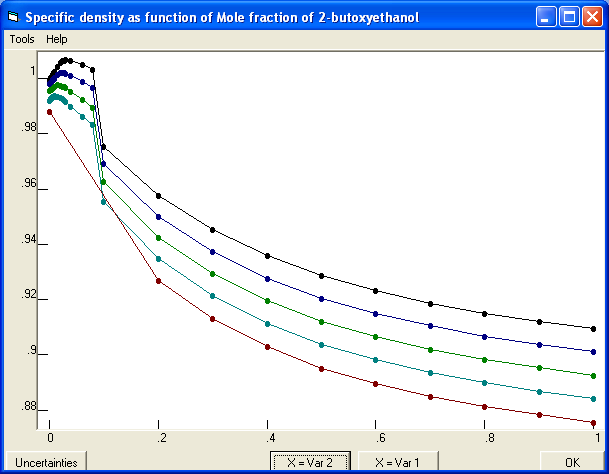 Specific density as function of Mole fraction of 2-butoxyethanol
Tools Help
1
.98
.96
.94
.92
.9
.88
0 .2 .4 .6 .8 1
Uncertainties X = Var 2 X = Var 1 OK